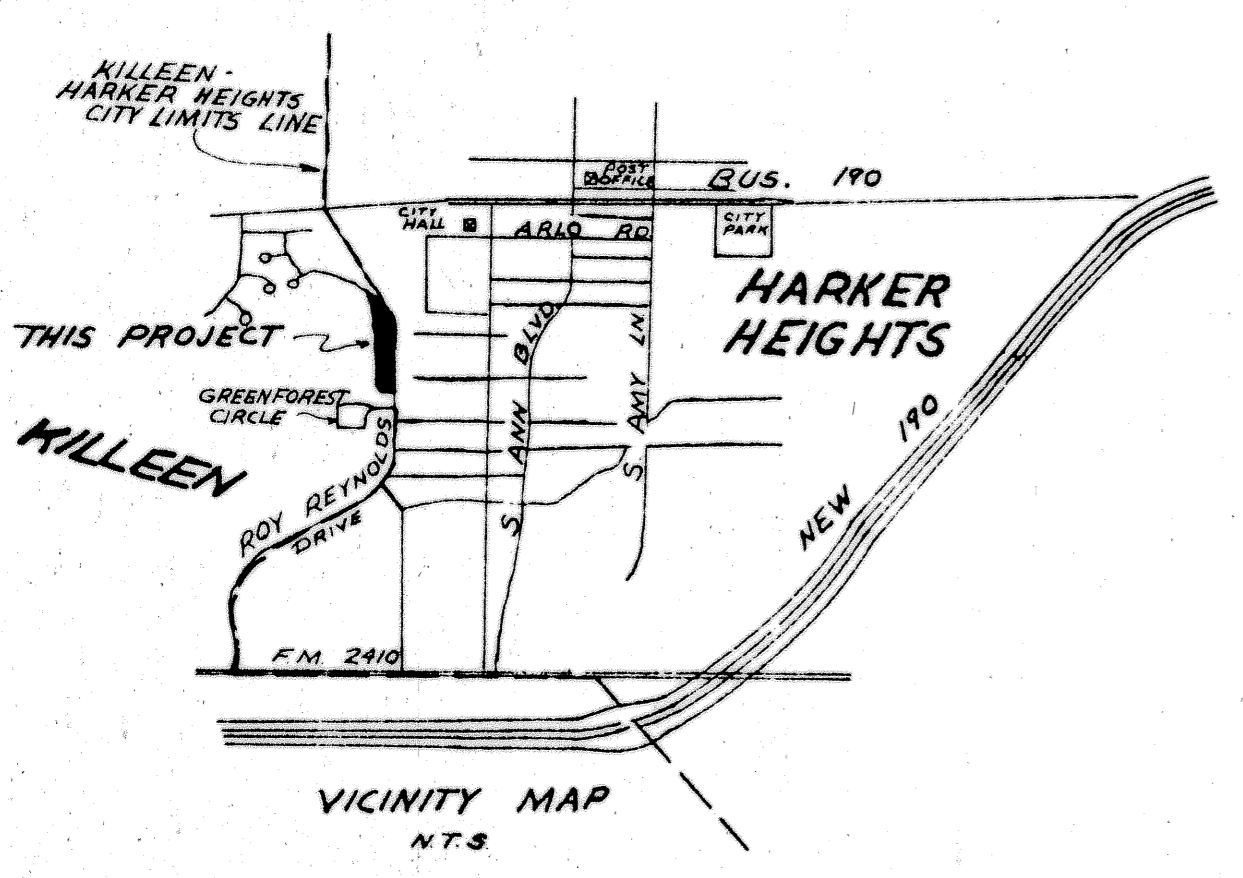 KILLEEN -
HARKER HEIGHTS
CITY LIMITS LINE
POST
OFFICE
BUS. 190
CITY
HALL
ARLO RD
CITY
PARK
HARKER
HEIGHTS
THIS PROJECT
BLVD.
LN
GREENFOREST
CIRCLE
KILLEEN
S. ANN
S. AMY
190
NEW
ROY REYNOLDS
DRIVE
F.M. 2410
VICINITY MAP
N.T.S